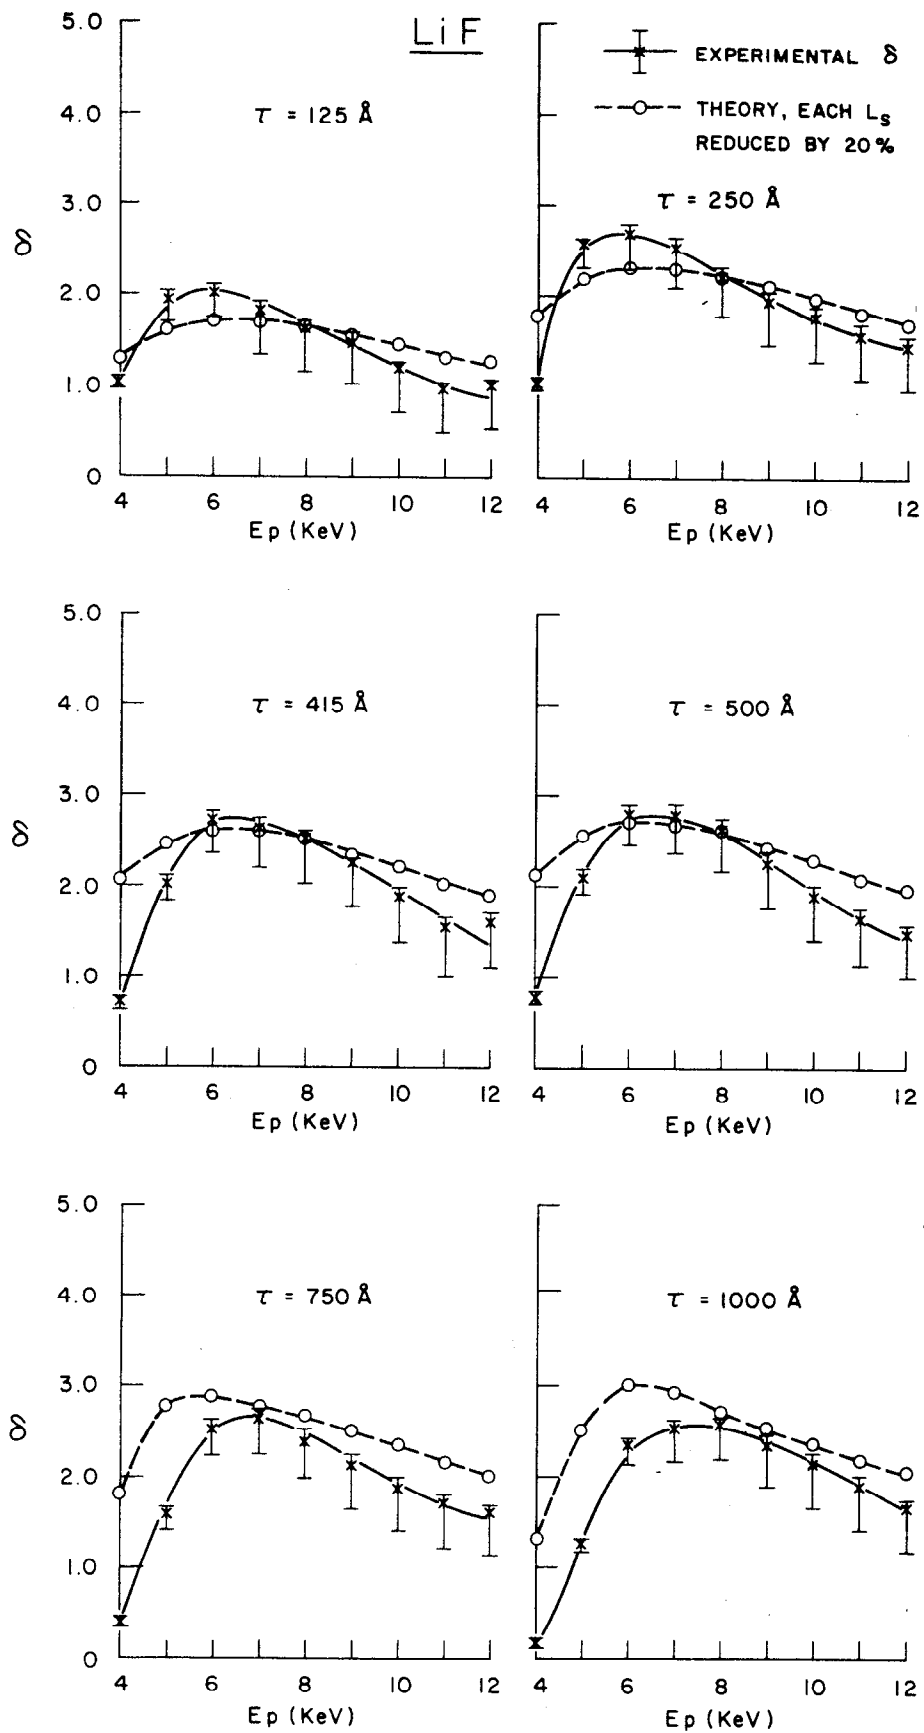 LiF
5.0
4.0
3.0
2.0
1.0
0
δ
τ = 125 Å
4 6 8 10 12
Ep (KeV)
EXPERIMENTAL δ
THEORY, EACH Ls
REDUCED BY 20%
τ = 250 Å
4 6 8 10 12
Ep (KeV)
5.0
4.0
3.0
2.0
1.0
0
δ
τ = 415 Å
4 6 8 10 12
Ep (KeV)
τ = 500 Å
4 6 8 10 12
Ep (KeV)
5.0
4.0
3.0
2.0
1.0
0
δ
τ = 750 Å
4 6 8 10 12
Ep (KeV)
τ = 1000 Å
4 6 8 10 12
Ep (KeV)